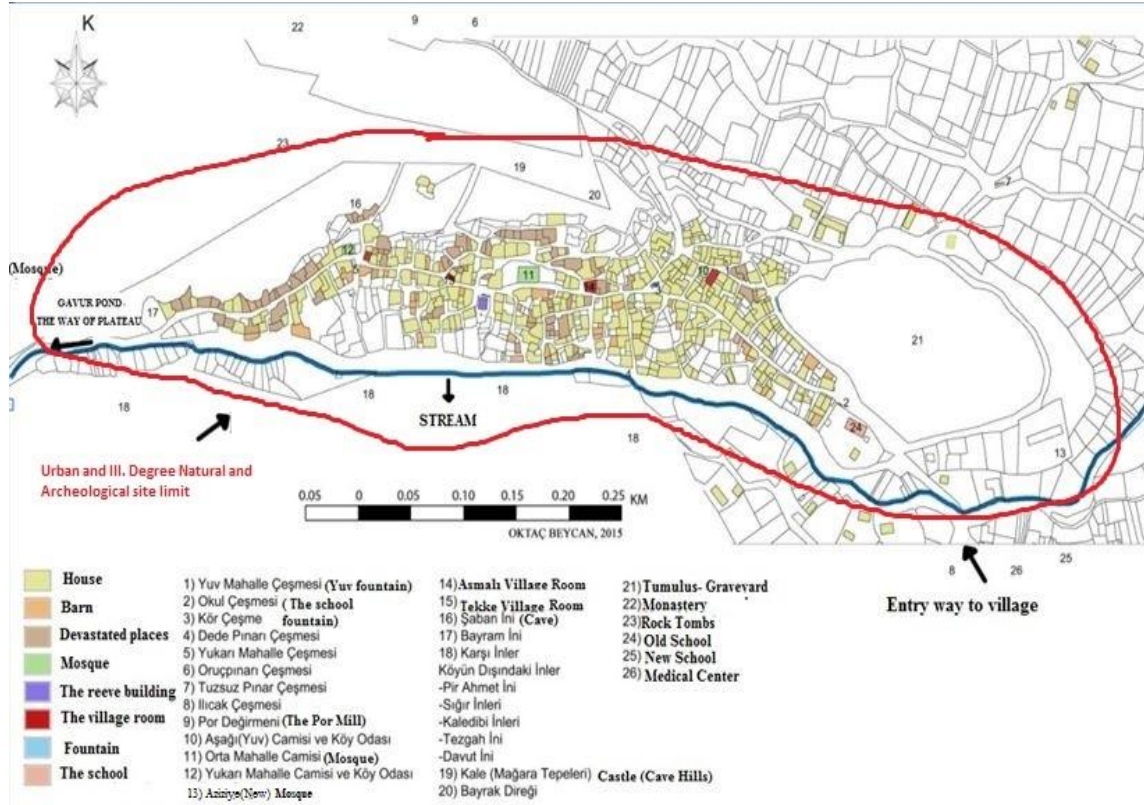 K
22
9
6
23
19
20
16
12
(Mosque)
GAVUR POND
THE WAY OF PLATEAU
17
11
14
10
7
21
2
24
13
18
18
18
18
STREAM
8
26
25
Urban and III. Degree Natural and
Archeological site limit
0.05 0 0.05 0.10 0.15 0.20 0.25 KM
OKTAÇ BEYCAN, 2015
Entry way to village
House
Barn
Devastated places
Mosque
The reeve building
The village room
Fountain
The school
1) Yuv Mahalle Çeşmesi (Yuv fountain)
2) Okul Çeşmesi ( The school
fountain)
3) Kör Çeşme
4) Dede Pınarı Çeşmesi
5) Yukarı Mahalle Çeşmesi
6) Oruçpınarı Çeşmesi
7) Tuzsuz Pınar Çeşmesi
8) Ilıcak Çeşmesi
9) Por Değirmeni (The Por Mill)
10) Aşağı(Yuv) Camisi ve Köy Odası
11) Orta Mahalle Camisi (Mosque)
12) Yukarı Mahalle Camisi ve Köy Odası
13) Aziziye(New) Mosque
14) Asmalı Village Room
15) Tekke Village Room
16) Şaban İni (Cave)
17) Bayram İni
18) Karşı İnler
Köyün Dışındaki İnler
-Pir Ahmet İni
-Sığır İnleri
-Kaledibi İnleri
-Tezgah İni
-Davut İni
19) Kale (Mağara Tepeleri) Castle (Cave Hills)
20) Bayrak Direği
21) Tumulus- Graveyard
22) Monastery
23) Rock Tombs
24) Old School
25) New School
26) Medical Center